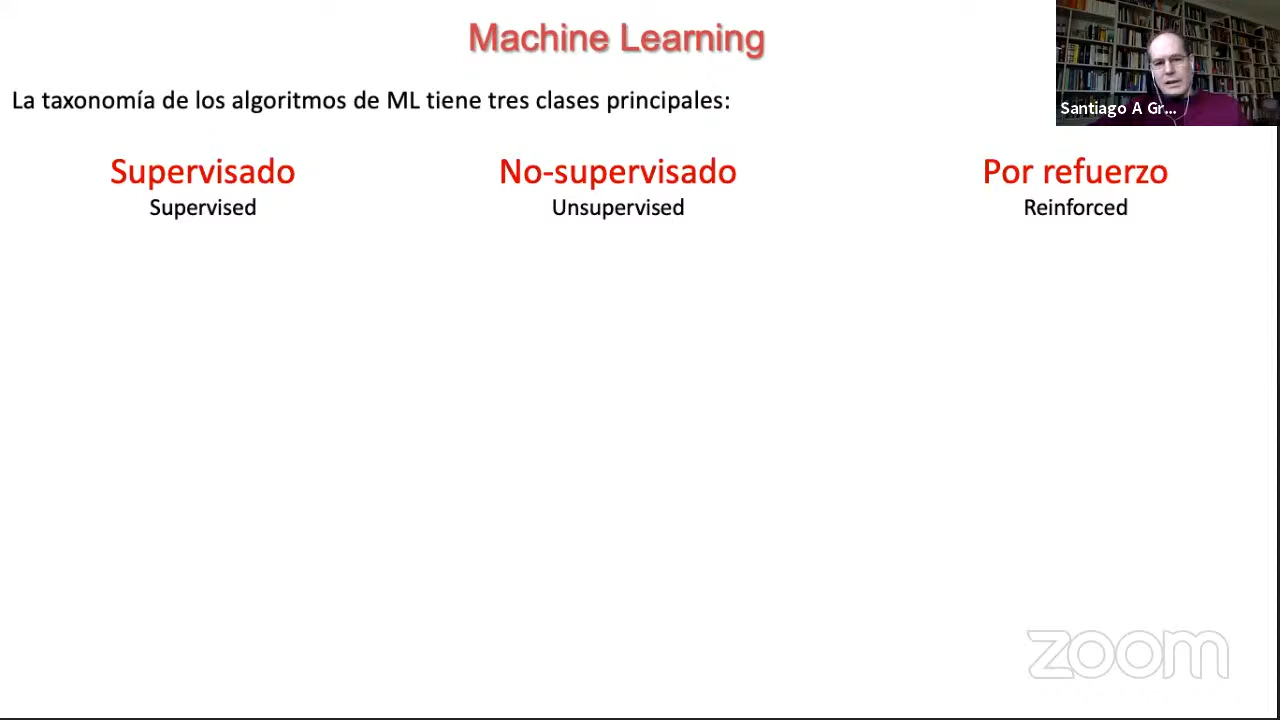 Machine Learning
Santiago A Gr...
La taxonomía de los algoritmos de ML tiene tres clases principales:
Supervisado
No-supervisado
Por refuerzo
Supervised
Unsupervised
Reinforced
zoom